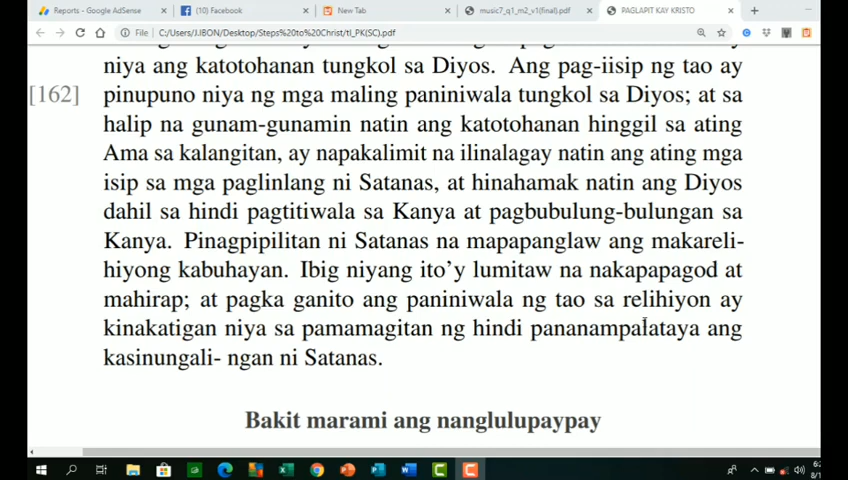 Reports - Google AdSense
(10) Facebook
New Tab
music7_q1_m2_v1(final).pdf
PAGLAPIT KAY KRISTO
File C:/Users/J.IBON/Desktop/Steps%20to%20Christ/tl_PK(SC).pdf
niya ang katotohanan tungkol sa Diyos. Ang pag-iisip ng tao ay
[162] pinupuno niya ng mga maling paniniwala tungkol sa Diyos; at sa
halip na gunam-gunamin natin ang katotohanan hinggil sa ating
Ama sa kalangitan, ay napakalimit na ilinalagay natin ang ating mga
isip sa mga paglinlang ni Satanas, at hinahamak natin ang Diyos
dahil sa hindi pagtitiwala sa Kanya at pagbubulung-bulungan sa
Kanya. Pinagpipilitan ni Satanas na mapapanglaw ang makareli-
hiyong kabuhayan. Ibig niyang ito'y lumitaw na nakapapagod at
mahirap; at pagka ganito ang paniniwala ng tao sa relihiyon ay
kinakatigan niya sa pamamagitan ng hindi pananampalataya ang
kasinungali- ngan ni Satanas.
Bakit marami ang nanglulupaypay